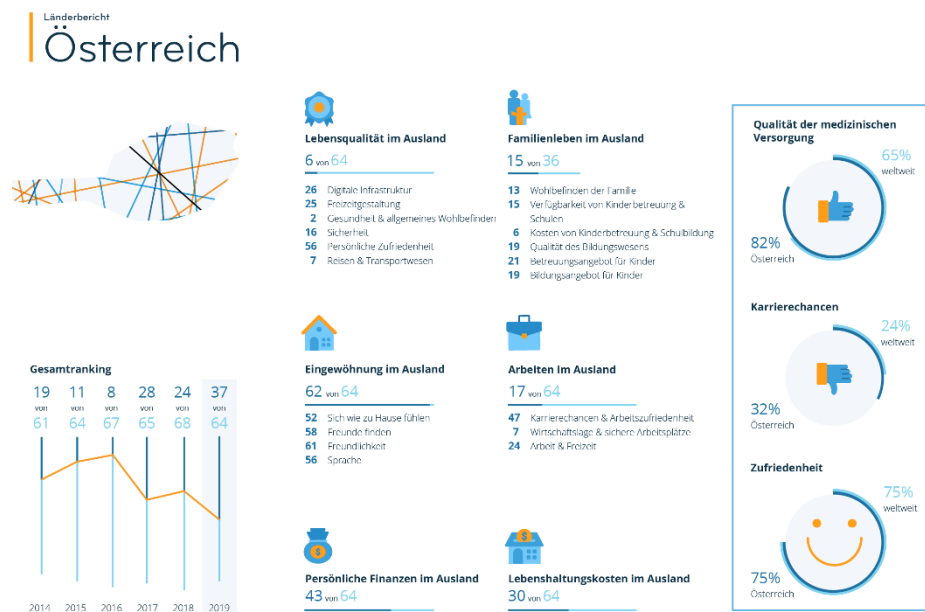 Länderbericht
Österreich
Lebensqualität im Ausland
6 von 64
26 Digitale Infrastruktur
25 Freizeitgestaltung
2 Gesundheit & allgemeines Wohlbefinden
16 Sicherheit
56 Persönliche Zufriedenheit
7 Reisen & Transportwesen
Familienleben im Ausland
15 von 36
13 Wohlbefinden der Familie
15 Verfügbarkeit von Kinderbetreuung &
Schulen
6 Kosten von Kinderbetreuung & Schulbildung
19 Qualität des Bildungswesens
21 Betreuungsangebot für Kinder
19 Bildungsangebot für Kinder
Gesamtranking
19 11 8 28 24 37
von von von von von von
61 64 67 65 68 64
2014 2015 2016 2017 2018 2019
Eingewöhnung im Ausland
62 von 64
52 Sich wie zu Hause fühlen
58 Freunde finden
61 Freundlichkeit
56 Sprache
Arbeiten im Ausland
17 von 64
47 Karrierechancen & Arbeitszufriedenheit
7 Wirtschaftslage & sichere Arbeitsplätze
24 Arbeit & Freizeit
Persönliche Finanzen im Ausland
43 von 64
Lebenshaltungskosten im Ausland
30 von 64
Qualität der medizinischen
Versorgung
65%
weltweit
82%
Österreich
Karrierechancen
24%
weltweit
32%
Österreich
Zufriedenheit
75%
weltweit
75%
Österreich